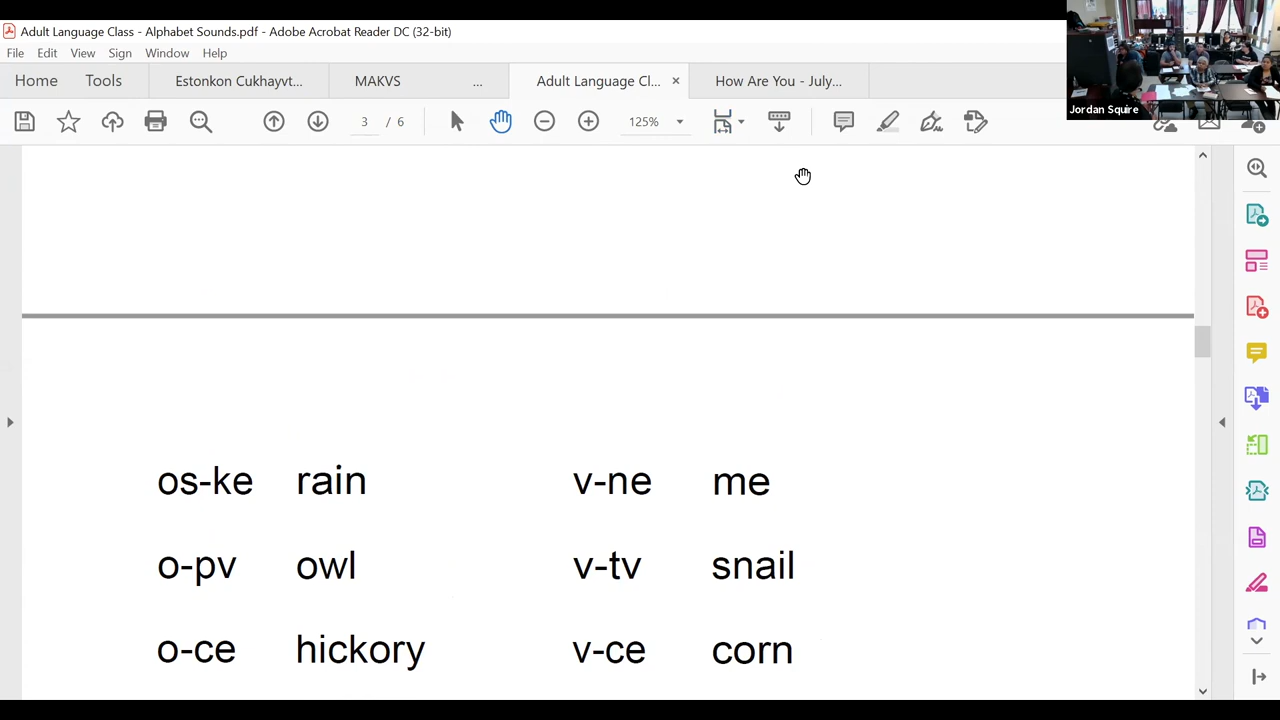 Adult Language Class - Alphabet Sounds.pdf - Adobe Acrobat Reader DC (32-bit)
File Edit View Sign Window Help
Home Tools Estonkon Cukhayvt... MAKVS ... Adult Language Cl... × How Are You - July...
3 / 6 125%
Jordan Squire
os-ke rain v-ne me
o-pv owl v-tv snail
o-ce hickory v-ce corn